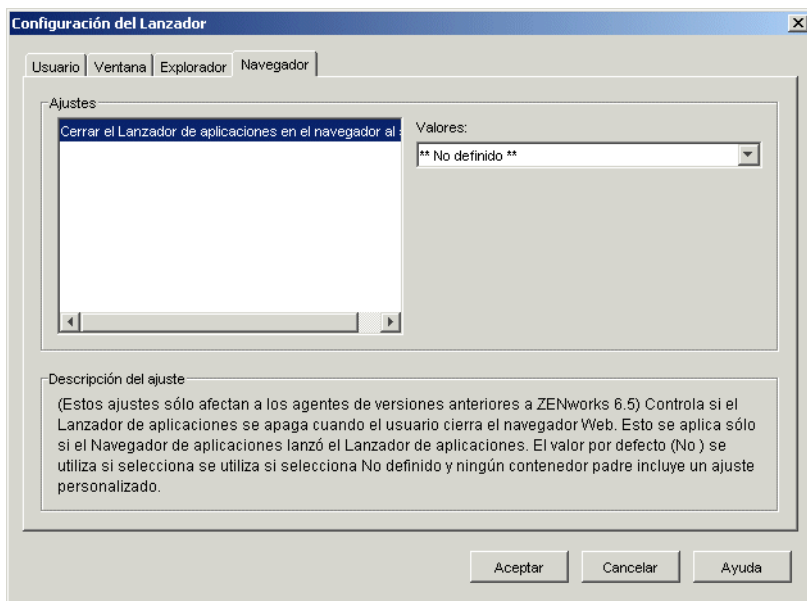 Configuración del Lanzador
Usuario Ventana Explorador Navegador
Ajustes
Cerrar el Lanzador de aplicaciones en el navegador al
Valores:
** No definido **
Descripción del ajuste
(Estos ajustes sólo afectan a los agentes de versiones anteriores a ZENworks 6.5) Controla si el
Lanzador de aplicaciones se apaga cuando el usuario cierra el navegador Web. Esto se aplica sólo
si el Navegador de aplicaciones lanzó el Lanzador de aplicaciones. El valor por defecto (No ) se
utiliza si selecciona se utiliza si selecciona No definido y ningún contenedor padre incluye un ajuste
personalizado.
Aceptar Cancelar Ayuda